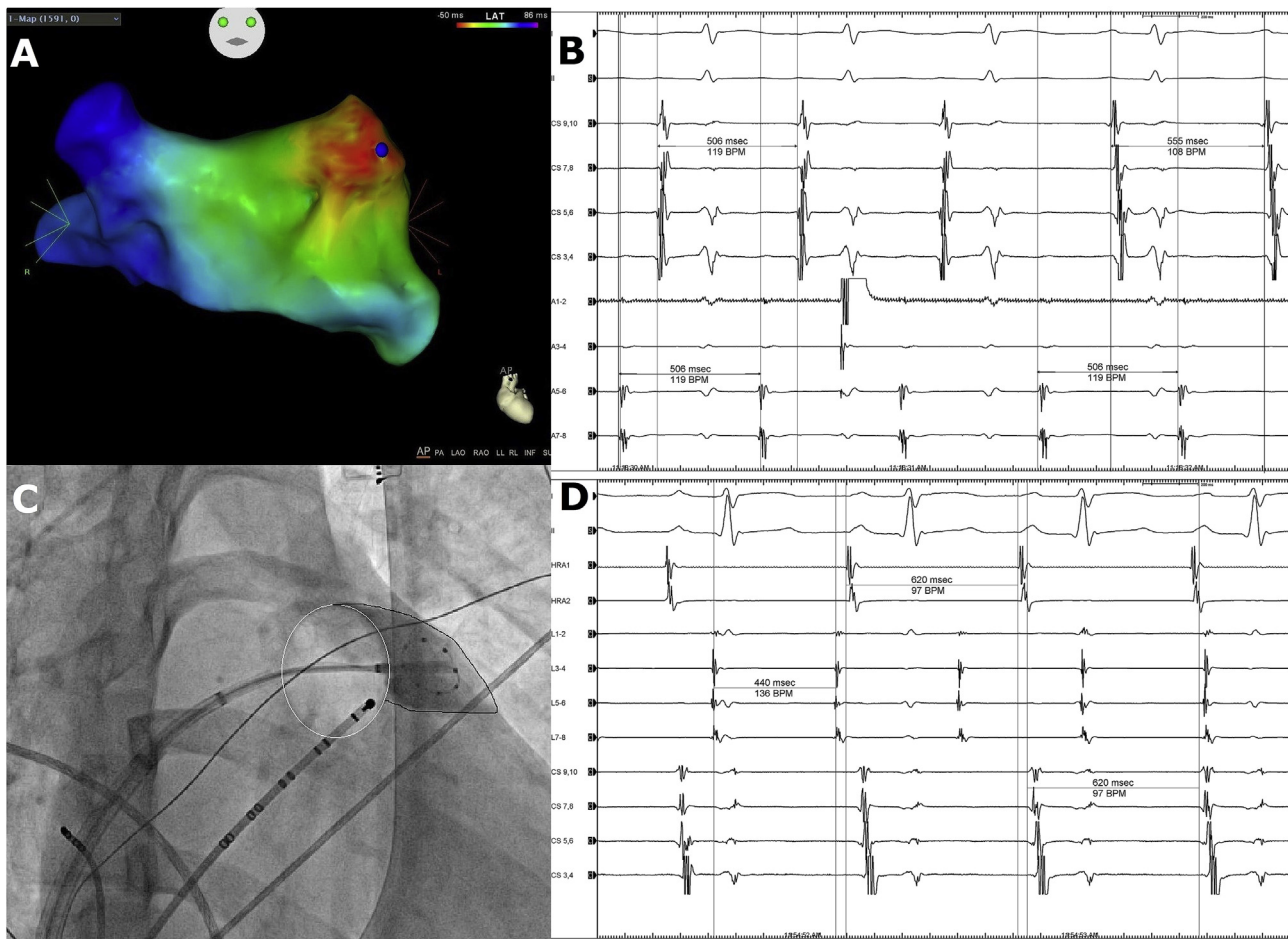 1-Map (1591, 0)
-50 ms LAT 86 ms
A
R
L
AP
AP PA LAO RAO LL RL INF SU
B
II
CS 9,10
506 msec
119 BPM
555 msec
108 BPM
CS 7,8
CS 5,6
CS 3,4
A1-2
A3-4
506 msec
119 BPM
506 msec
119 BPM
A5-6
A7-8
C
D
I
II
HRA1
620 msec
97 BPM
HRA2
L1-2
L3-4
440 msec
136 BPM
L5-6
L7-8
CS 9,10
620 msec
97 BPM
CS 7,8
CS 5,6
CS 3,4